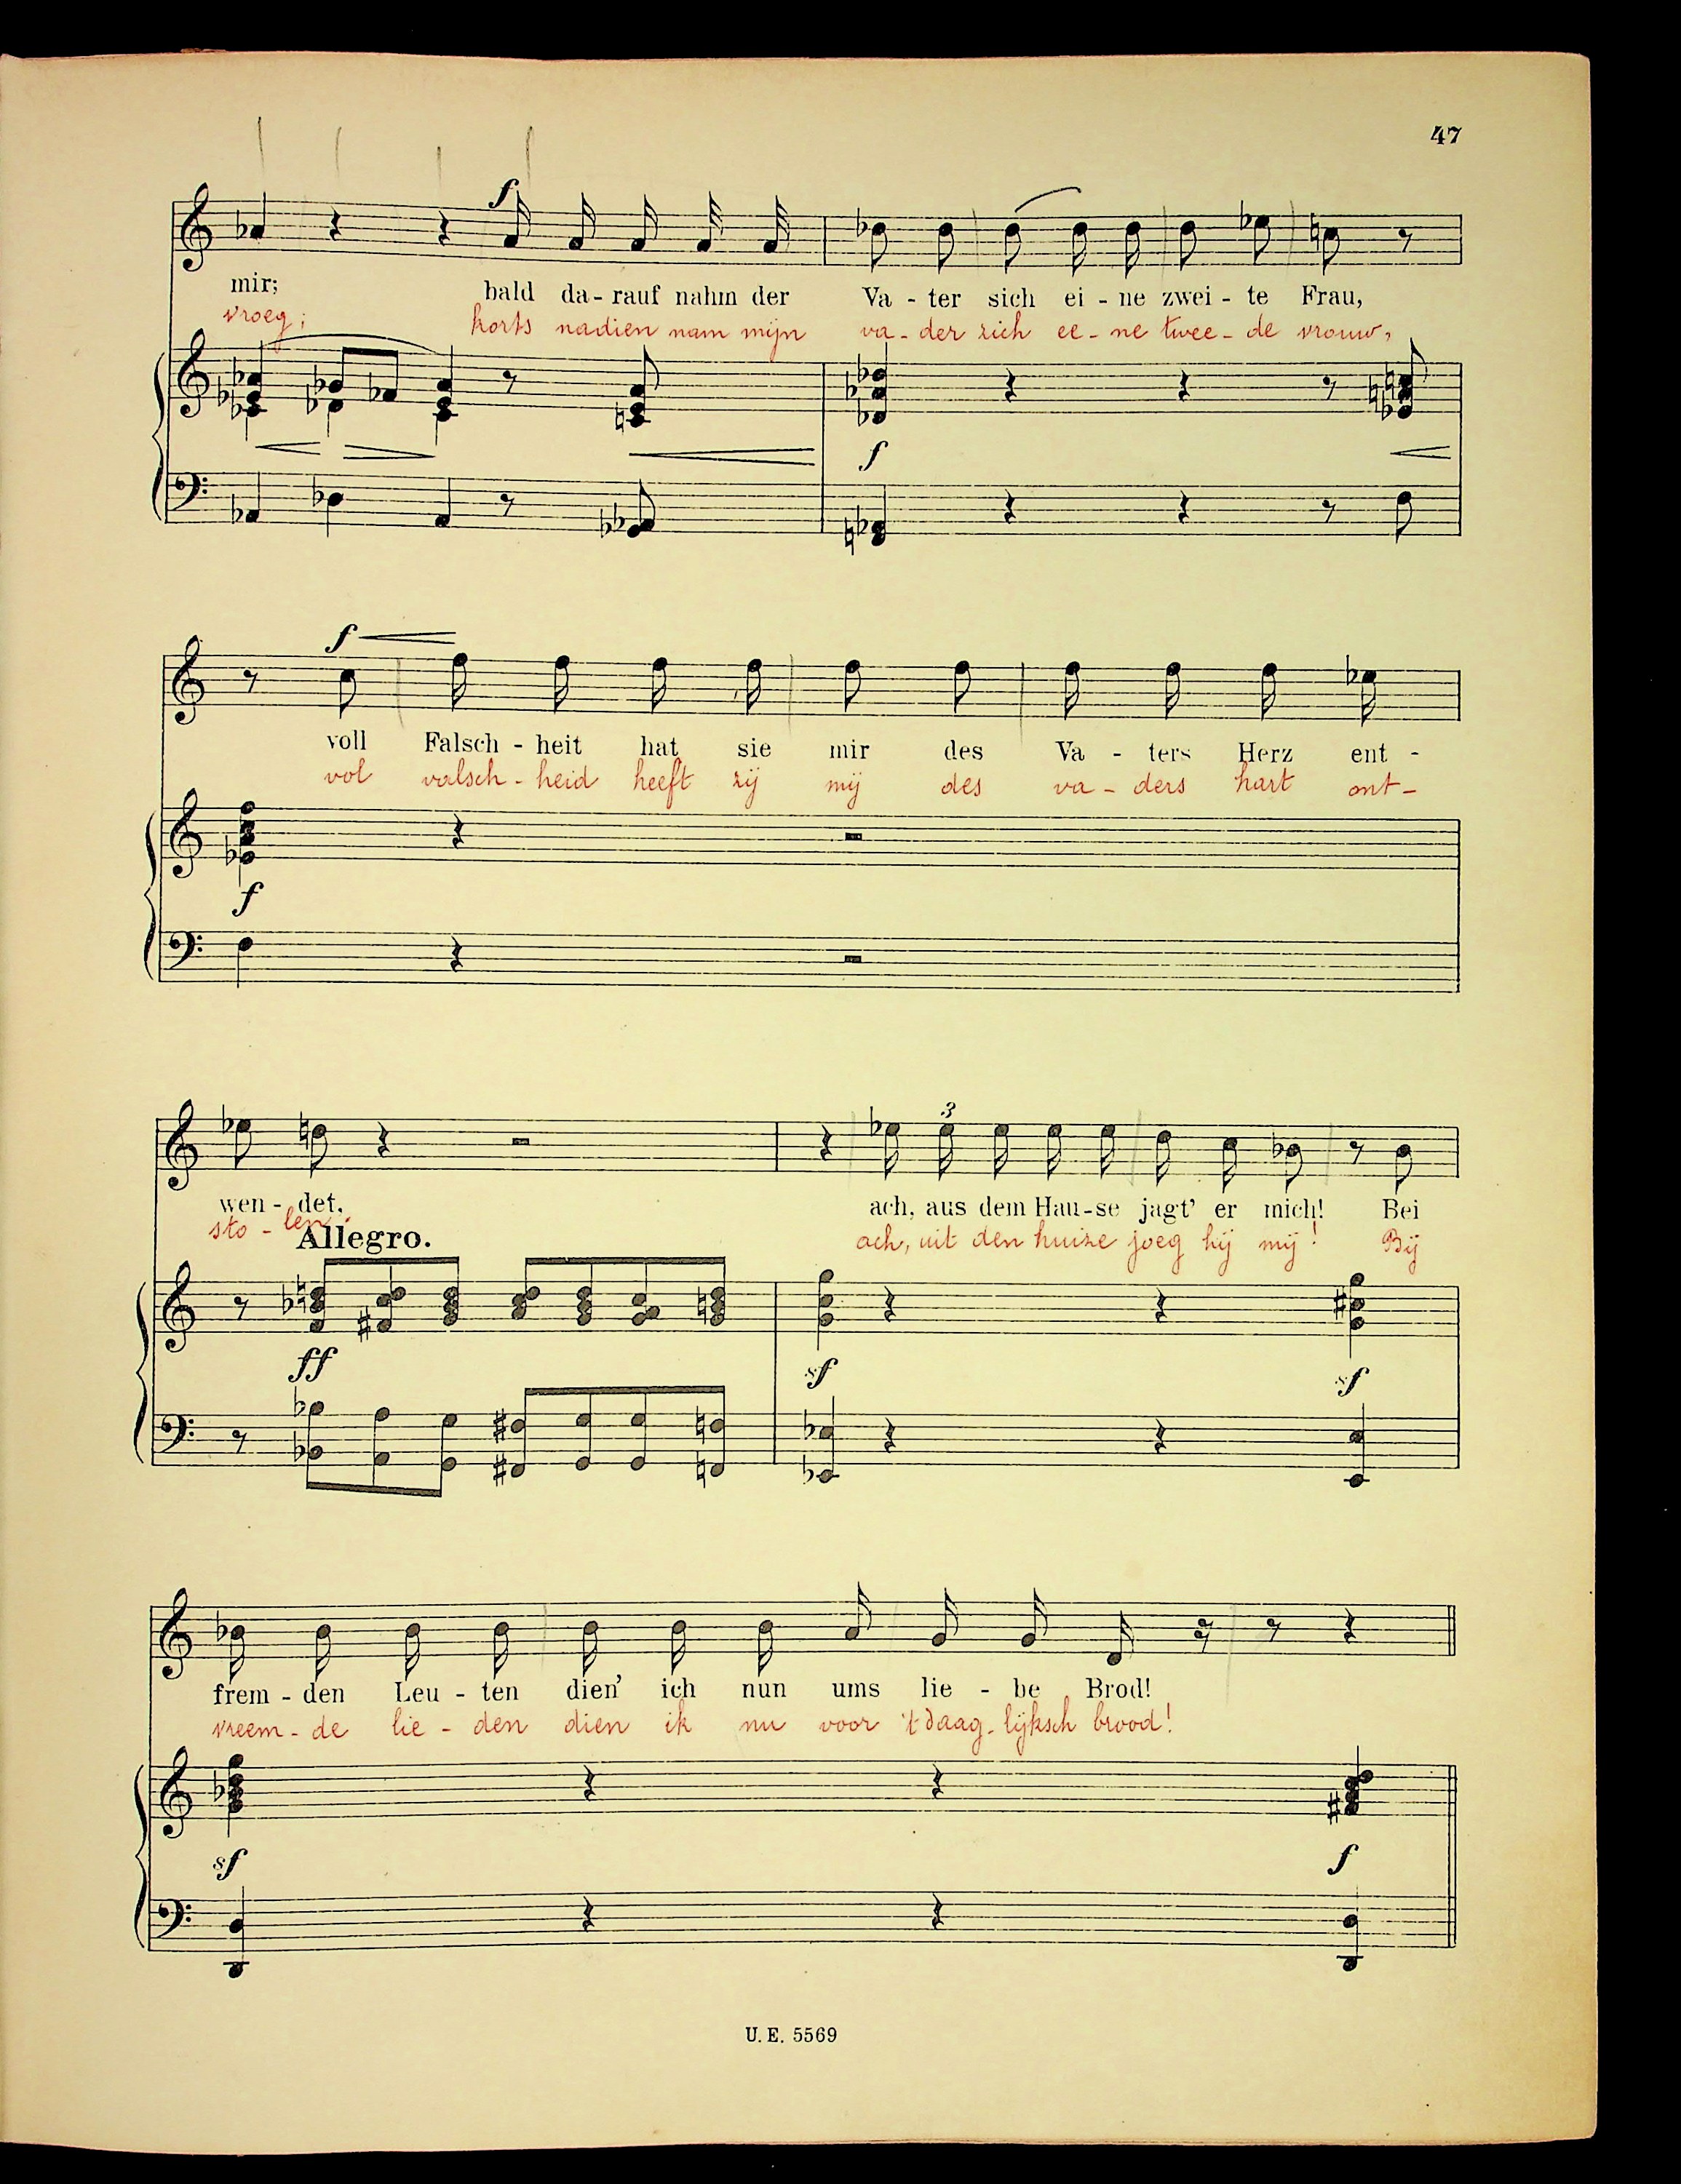 47
f
mir; bald da - rauf nahm der Va - ter sich ei - ne zwei - te Frau,
vroeg; korts nadien nam mijn va - der zich ee - ne twee - de vrouw,
f
f
voll Falsch - heit hat sie mir des Va - ters Herz ent -
vol valsch - heid heeft zij mij des va - ders hart ont -
f
3
wen - det, ach, aus dem Hau - se jagt' er mich! Bei
sto - len; ach, uit den huize joeg hij mij! Bij
Allegro.
ff sf sf
frem - den Leu - ten dien' ich nun ums lie - be Brod!
vreem - de lie - den dien ik nu voor 't daag - lijksch brood!
sf f
U. E. 5569